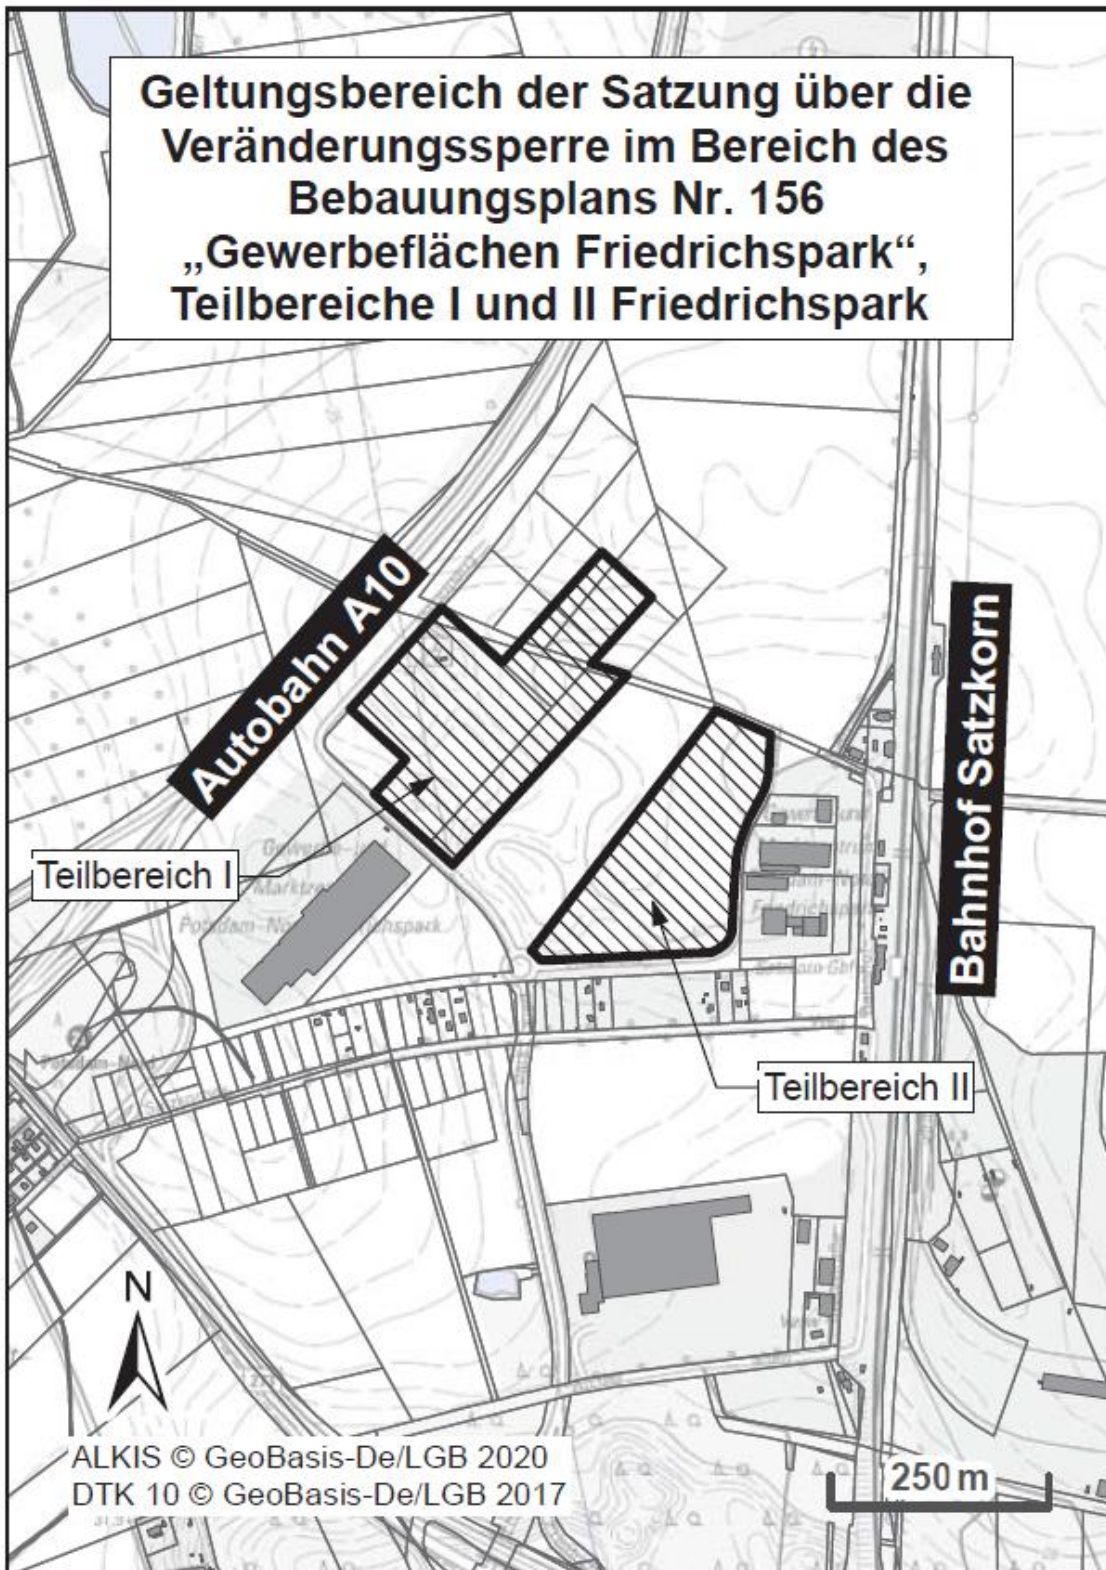 Geltungsbereich der Satzung über die
Veränderungssperre im Bereich des
Bebauungsplans Nr. 156
„Gewerbeflächen Friedrichspark“,
Teilbereiche I und II Friedrichspark
Autobahn A10
Bahnhof Satzkorn
Teilbereich I
Teilbereich II
N
ALKIS © GeoBasis-De/LGB 2020
DTK 10 © GeoBasis-De/LGB 2017
250 m